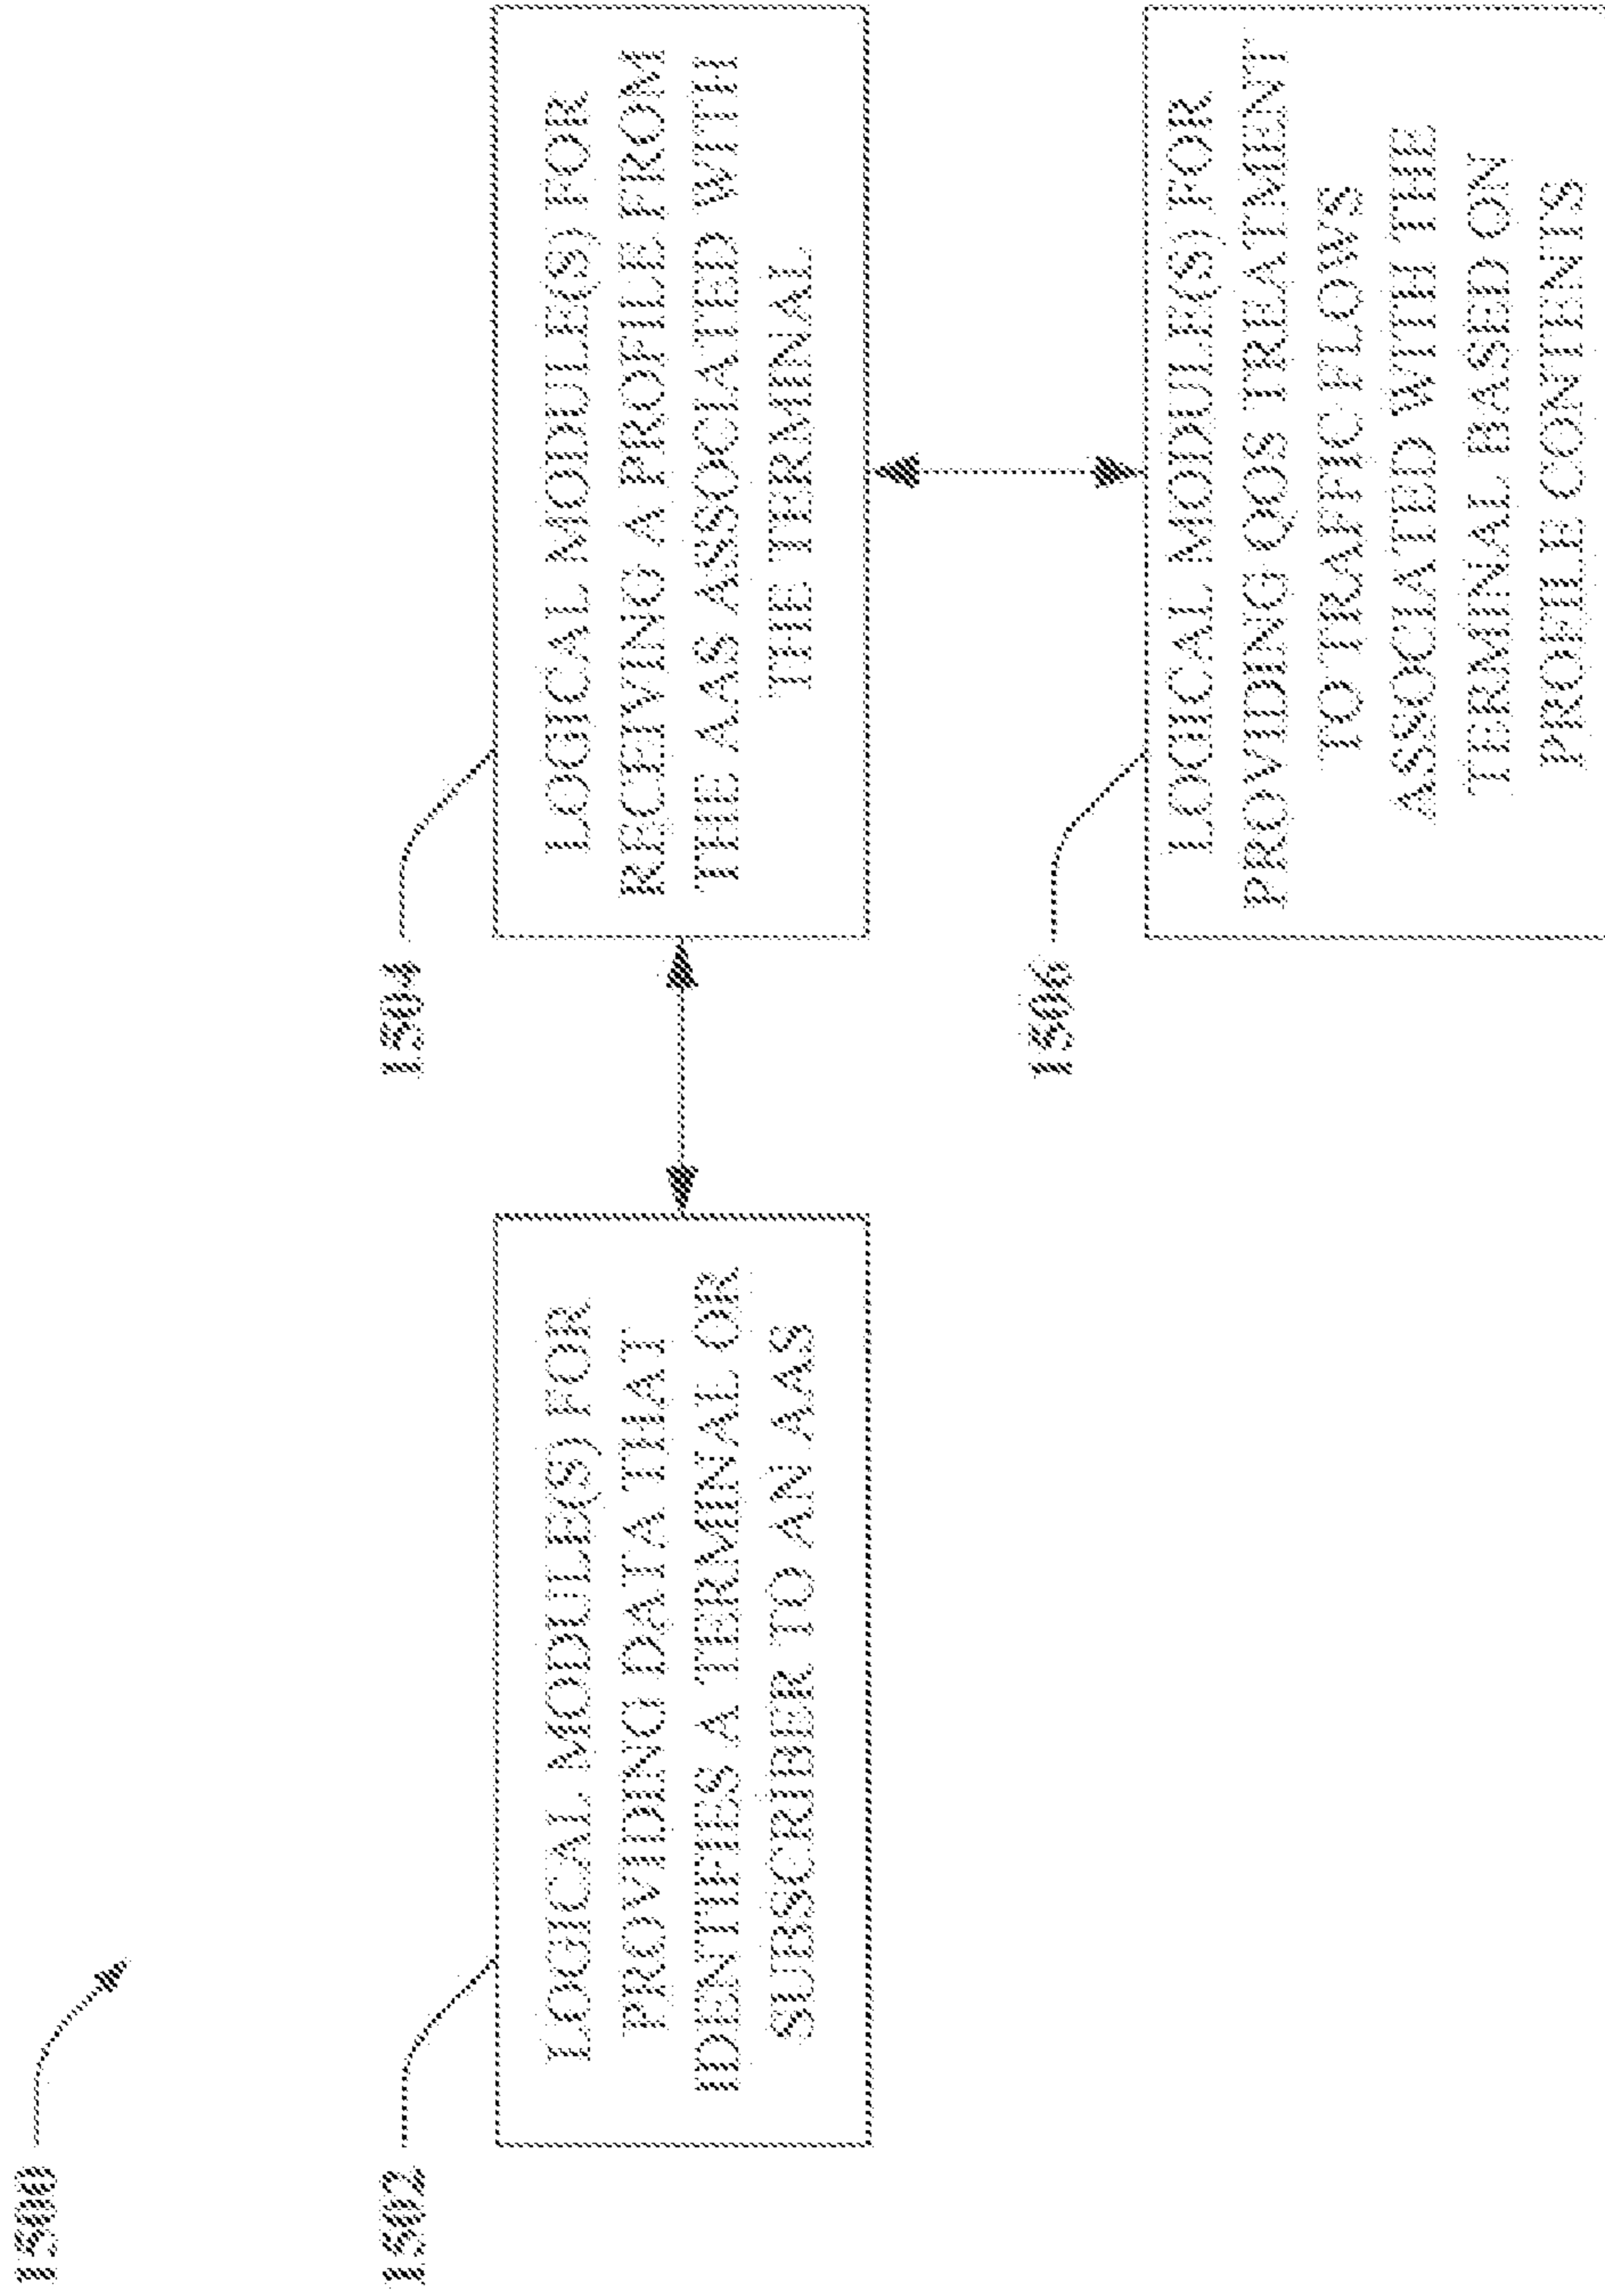 1500
1502
LOGICAL MODULE(S) FOR
PROVIDING DATA THAT
IDENTIFIES A TERMINAL OR
SUBSCRIBER TO AN AAS
1504
LOGICAL MODULE(S) FOR
RECEIVING A PROFILE FROM
THE AAS ASSOCIATED WITH
THE TERMINAL
1506
LOGICAL MODULE(S) FOR
PROVIDING QOS TREATMENT
TO TRAFFIC FLOWS
ASSOCIATED WITH THE
TERMINAL BASED ON
PROFILE CONTENTS